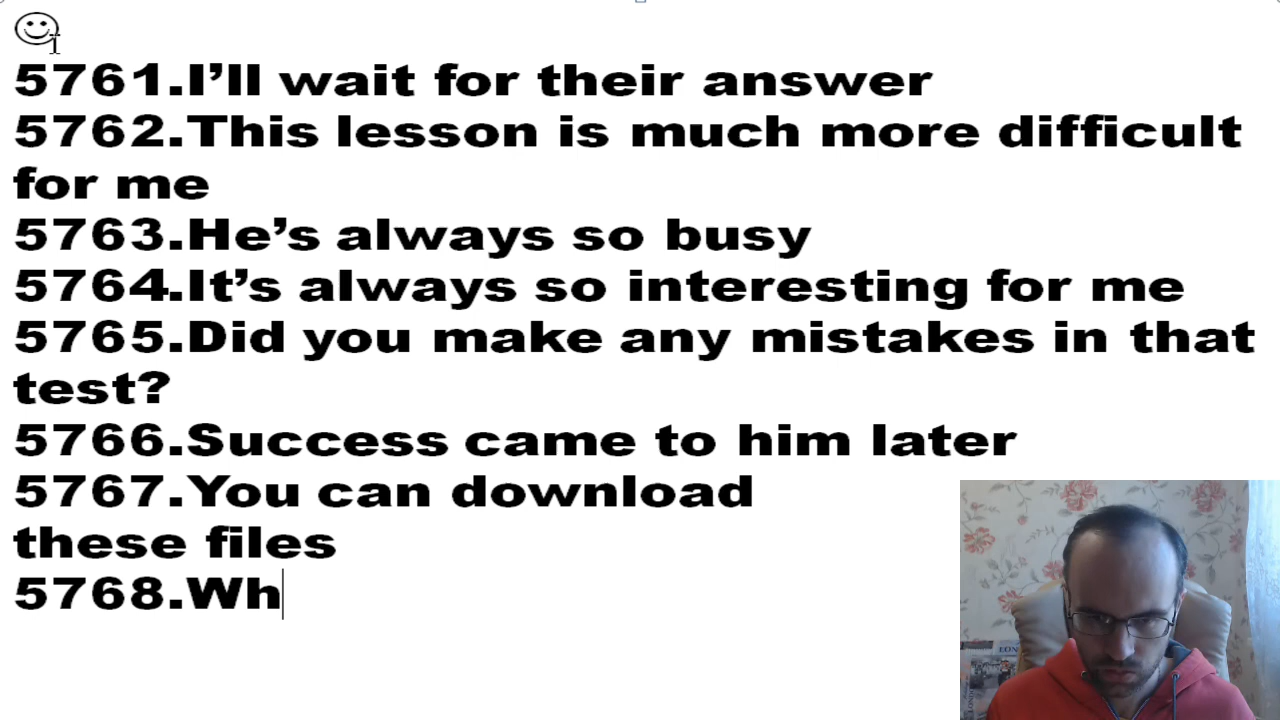 5761.I’ll wait for their answer
5762.This lesson is much more difficult
for me
5763.He’s always so busy
5764.It’s always so interesting for me
5765.Did you make any mistakes in that
test?
5766.Success came to him later
5767.You can download
these files
5768.Wh